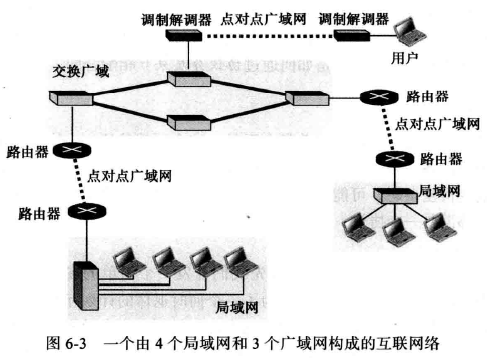 调制解调器 点对点广域网 调制解调器
用户
交换广域
路由器
点对点广域网
路由器
路由器
点对点广域网
局域网
路由器
局域网
图 6-3 一个由 4 个局域网和 3 个广域网构成的互联网络